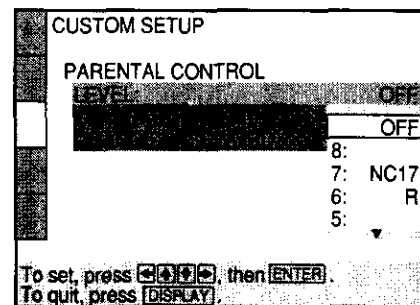 CUSTOM SETUP
PARENTAL CONTROL
LEVEL: OFF
OFF
8:
7: NC17
6: R
5:
To set, press ←↑↓→, then ENTER.
To quit, press DISPLAY.